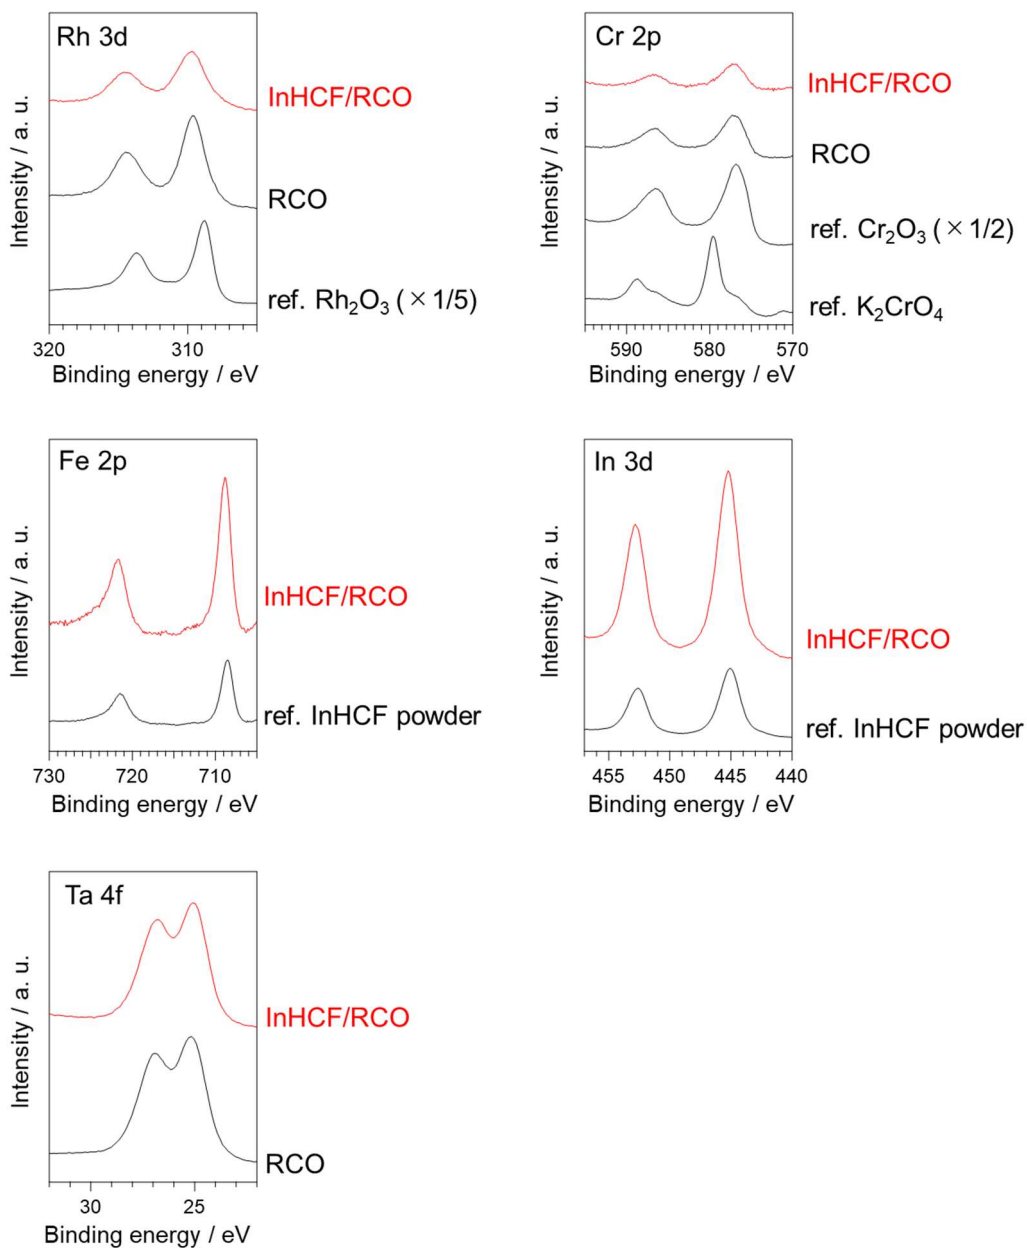 Rh 3d
Intensity / a. u.
InHCF/RCO
RCO
ref. Rh₂O₃ (×1/5)
320 310
Binding energy / eV
Cr 2p
Intensity / a. u.
InHCF/RCO
RCO
ref. Cr₂O₃ (×1/2)
ref. K₂CrO₄
590 580 570
Binding energy / eV
Fe 2p
Intensity / a. u.
InHCF/RCO
ref. InHCF powder
730 720 710
Binding energy / eV
In 3d
Intensity / a. u.
InHCF/RCO
ref. InHCF powder
455 450 445 440
Binding energy / eV
Ta 4f
Intensity / a. u.
InHCF/RCO
RCO
30 25
Binding energy / eV